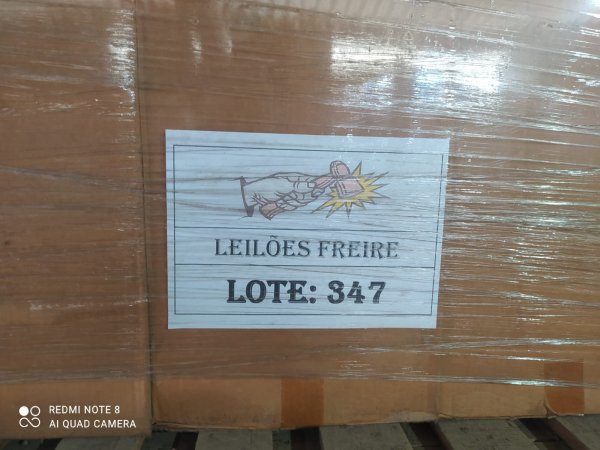 LEILÕES FREIRE
LOTE: 347
REDMI NOTE 8
AI QUAD CAMERA